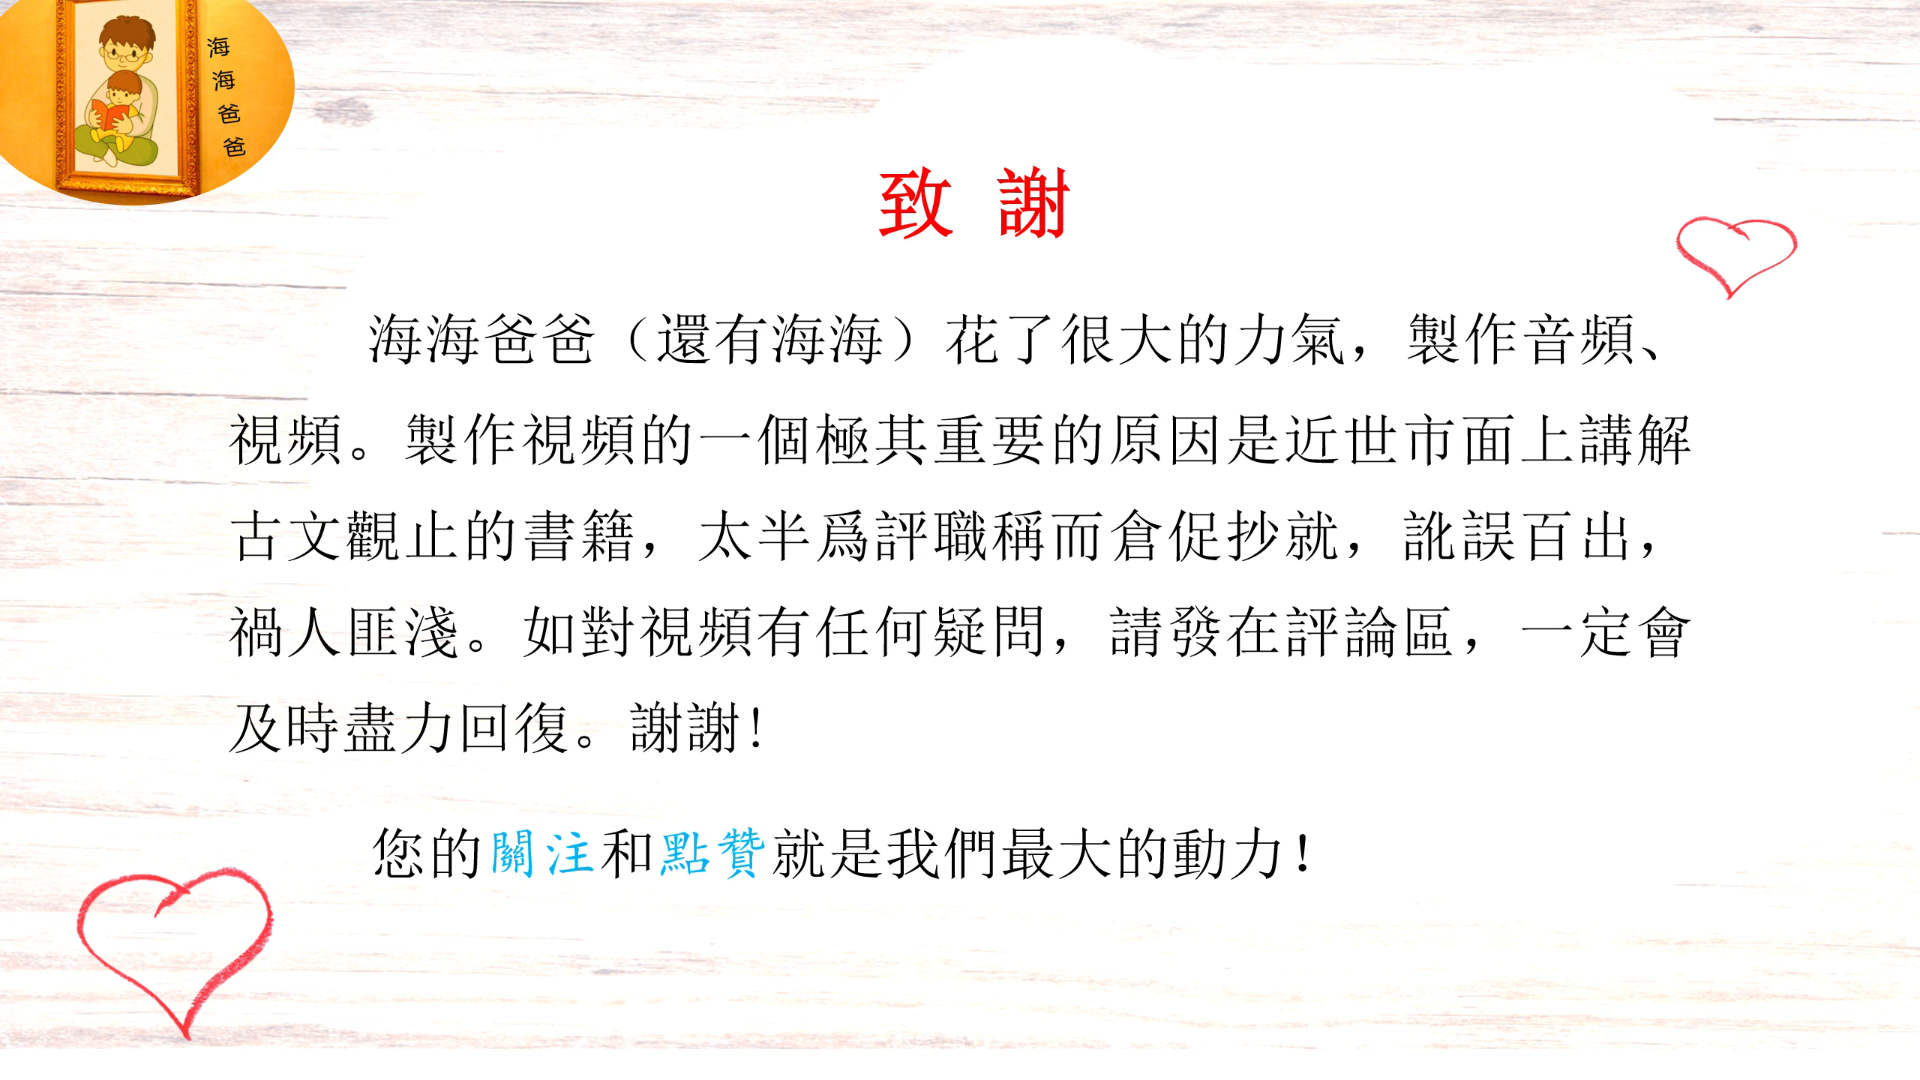 海海爸爸
致 謝
海海爸爸（還有海海）花了很大的力氣，製作音頻、
視頻。製作視頻的一個極其重要的原因是近世市面上講解
古文觀止的書籍，太半爲評職稱而倉促抄就，訛誤百出，
禍人匪淺。如對視頻有任何疑問，請發在評論區，一定會
及時盡力回復。謝謝！
您的關注和點贊就是我們最大的動力！